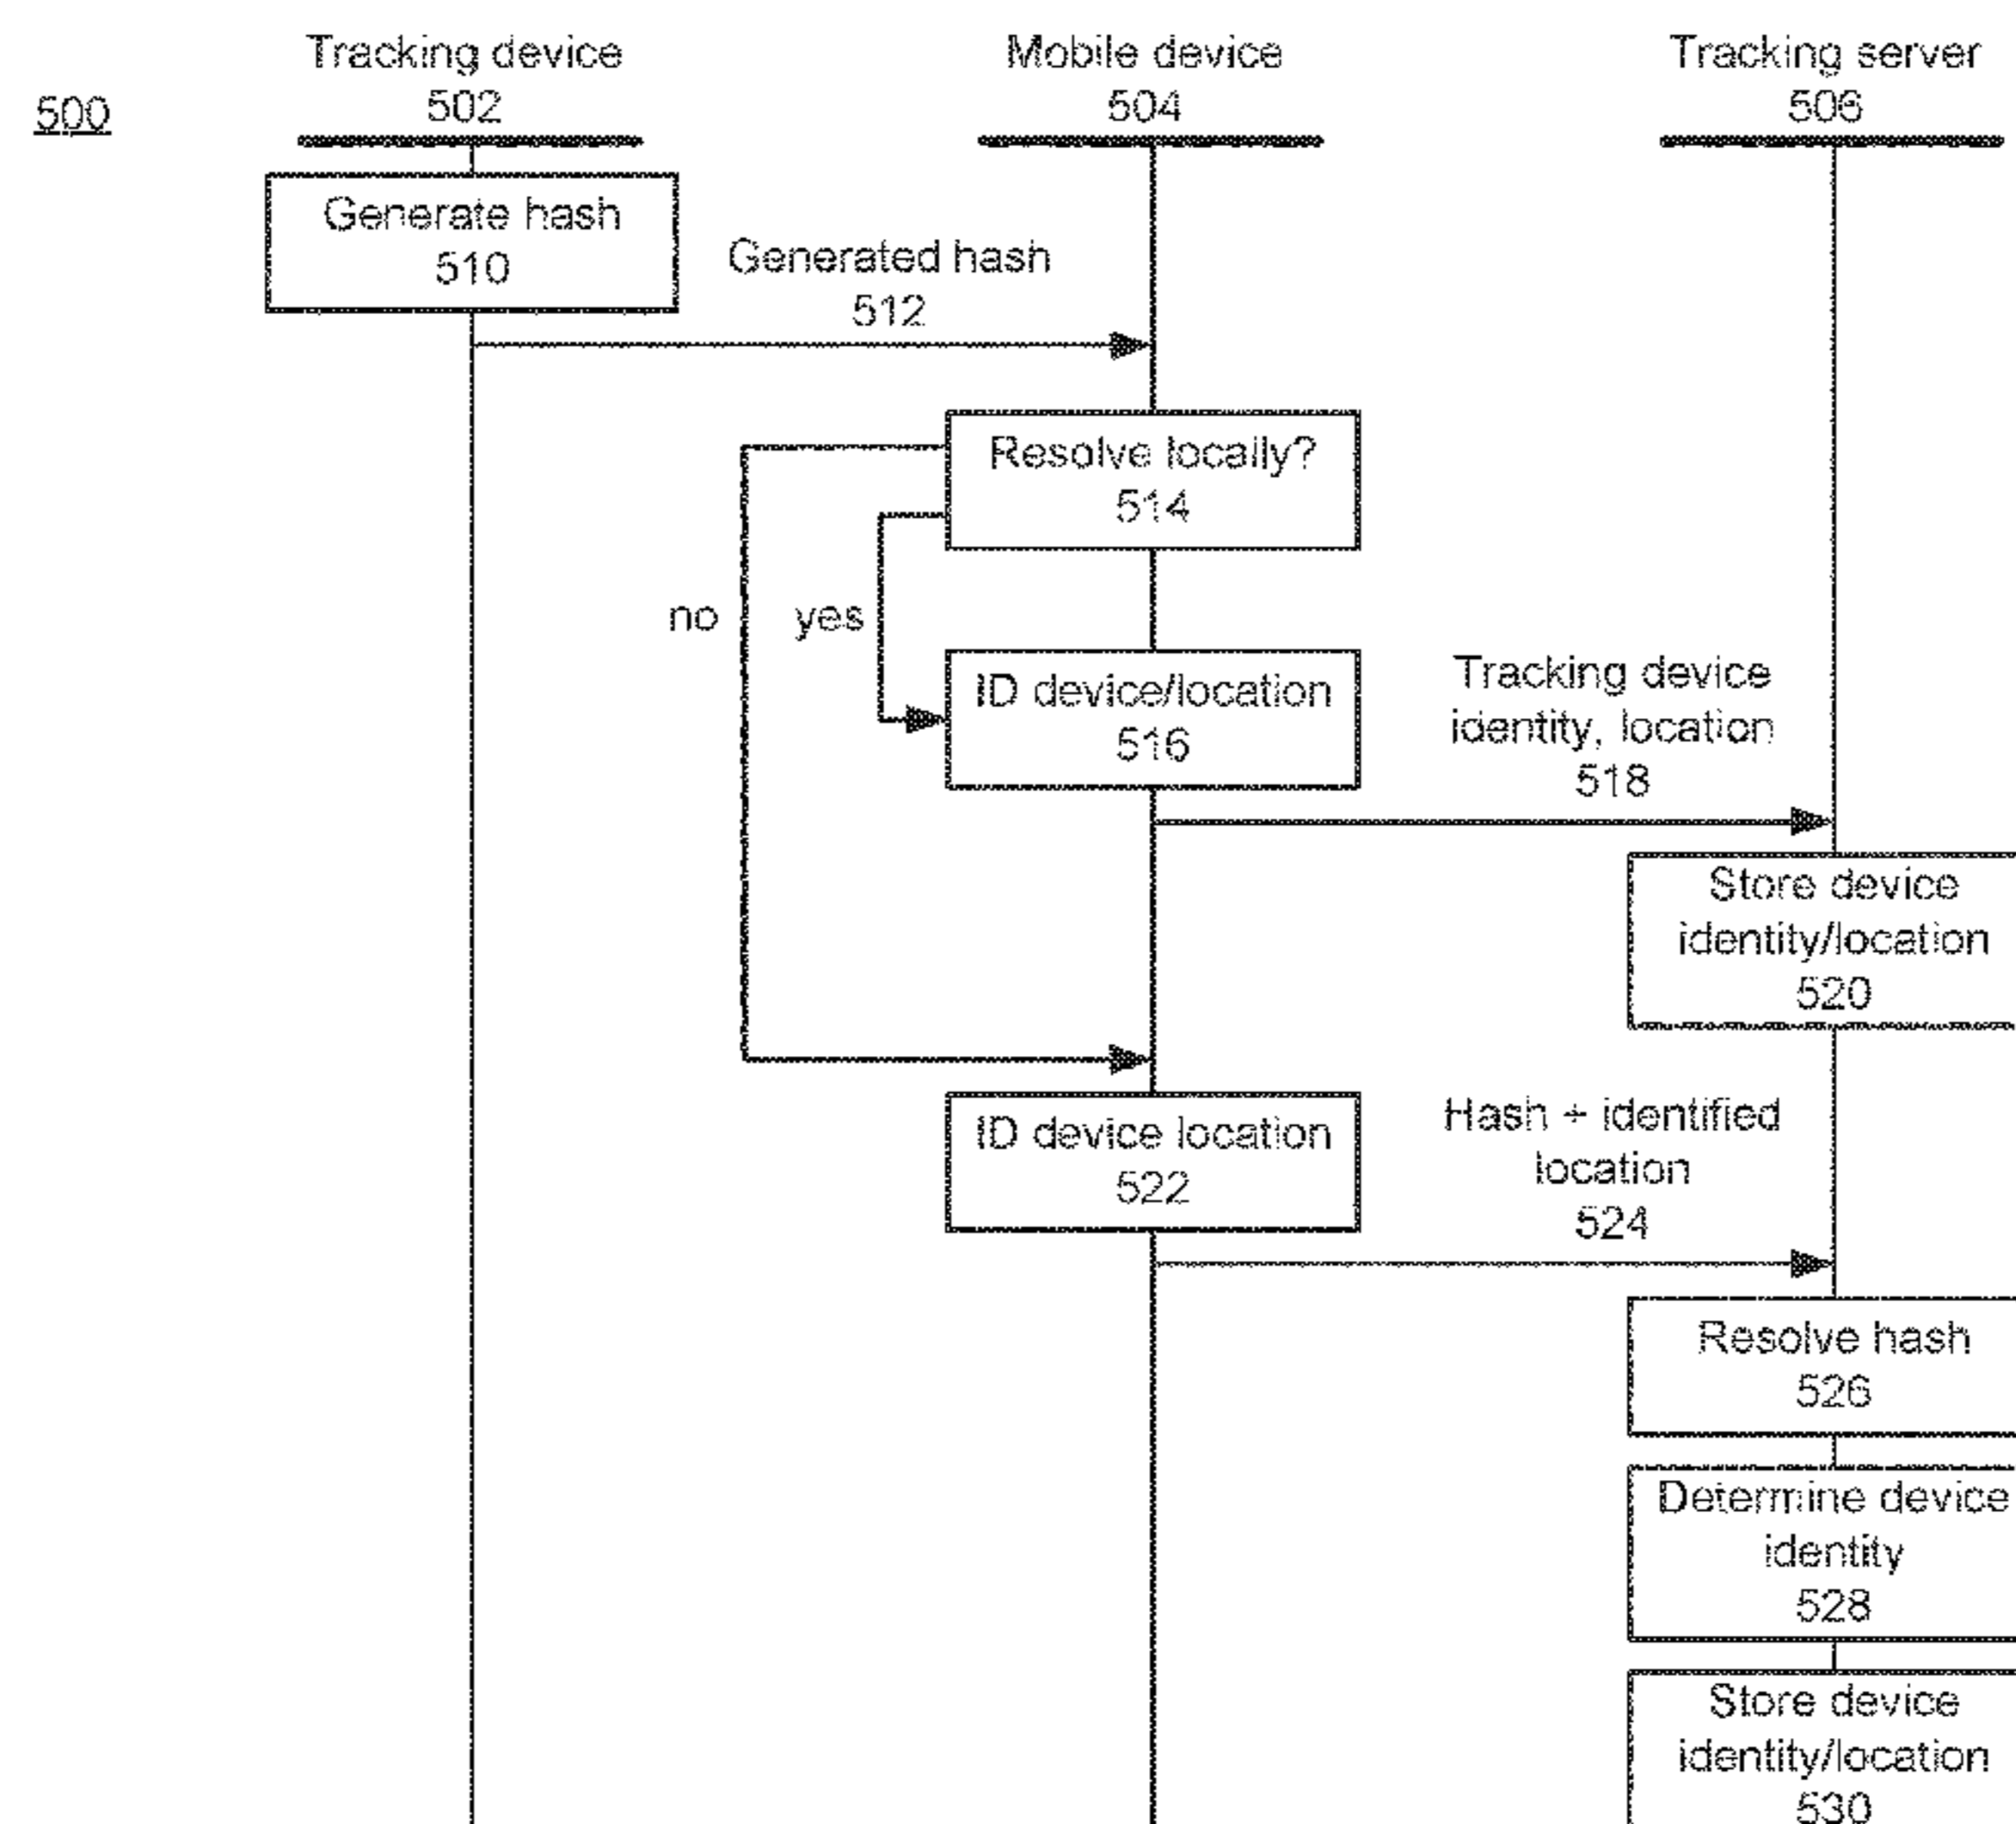 500
Tracking device
502
Mobile device
504
Tracking server
506
Generate hash
510
Generated hash
512
Resolve locally?
514
no
yes
ID device/location
516
Tracking device
identity, location
518
Store device
identity/location
520
ID device location
522
Hash + identified
location
524
Resolve hash
526
Determine device
identity
528
Store device
identity/location
530